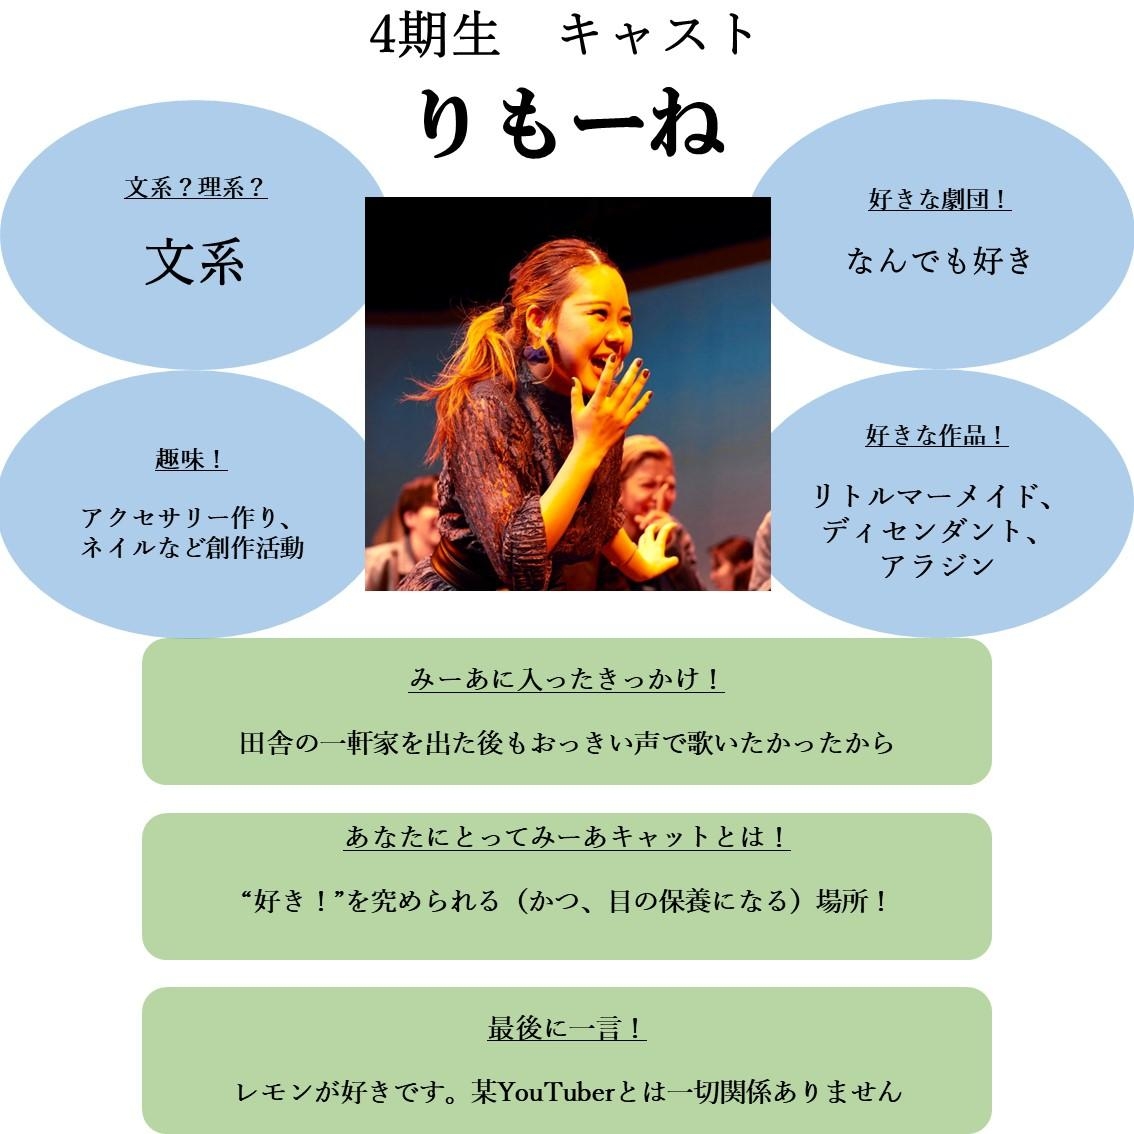 4期生　キャスト
りもーね
文系？理系？
文系
好きな劇団！
なんでも好き
趣味！
アクセサリー作り、
ネイルなど創作活動
好きな作品！
リトルマーメイド、
ディセンダント、
アラジン
みーあに入ったきっかけ！
田舎の一軒家を出た後もおっきい声で歌いたかったから
あなたにとってみーあキャットとは！
“好き！”を究められる（かつ、目の保養になる）場所！
最後に一言！
レモンが好きです。某YouTuberとは一切関係ありません